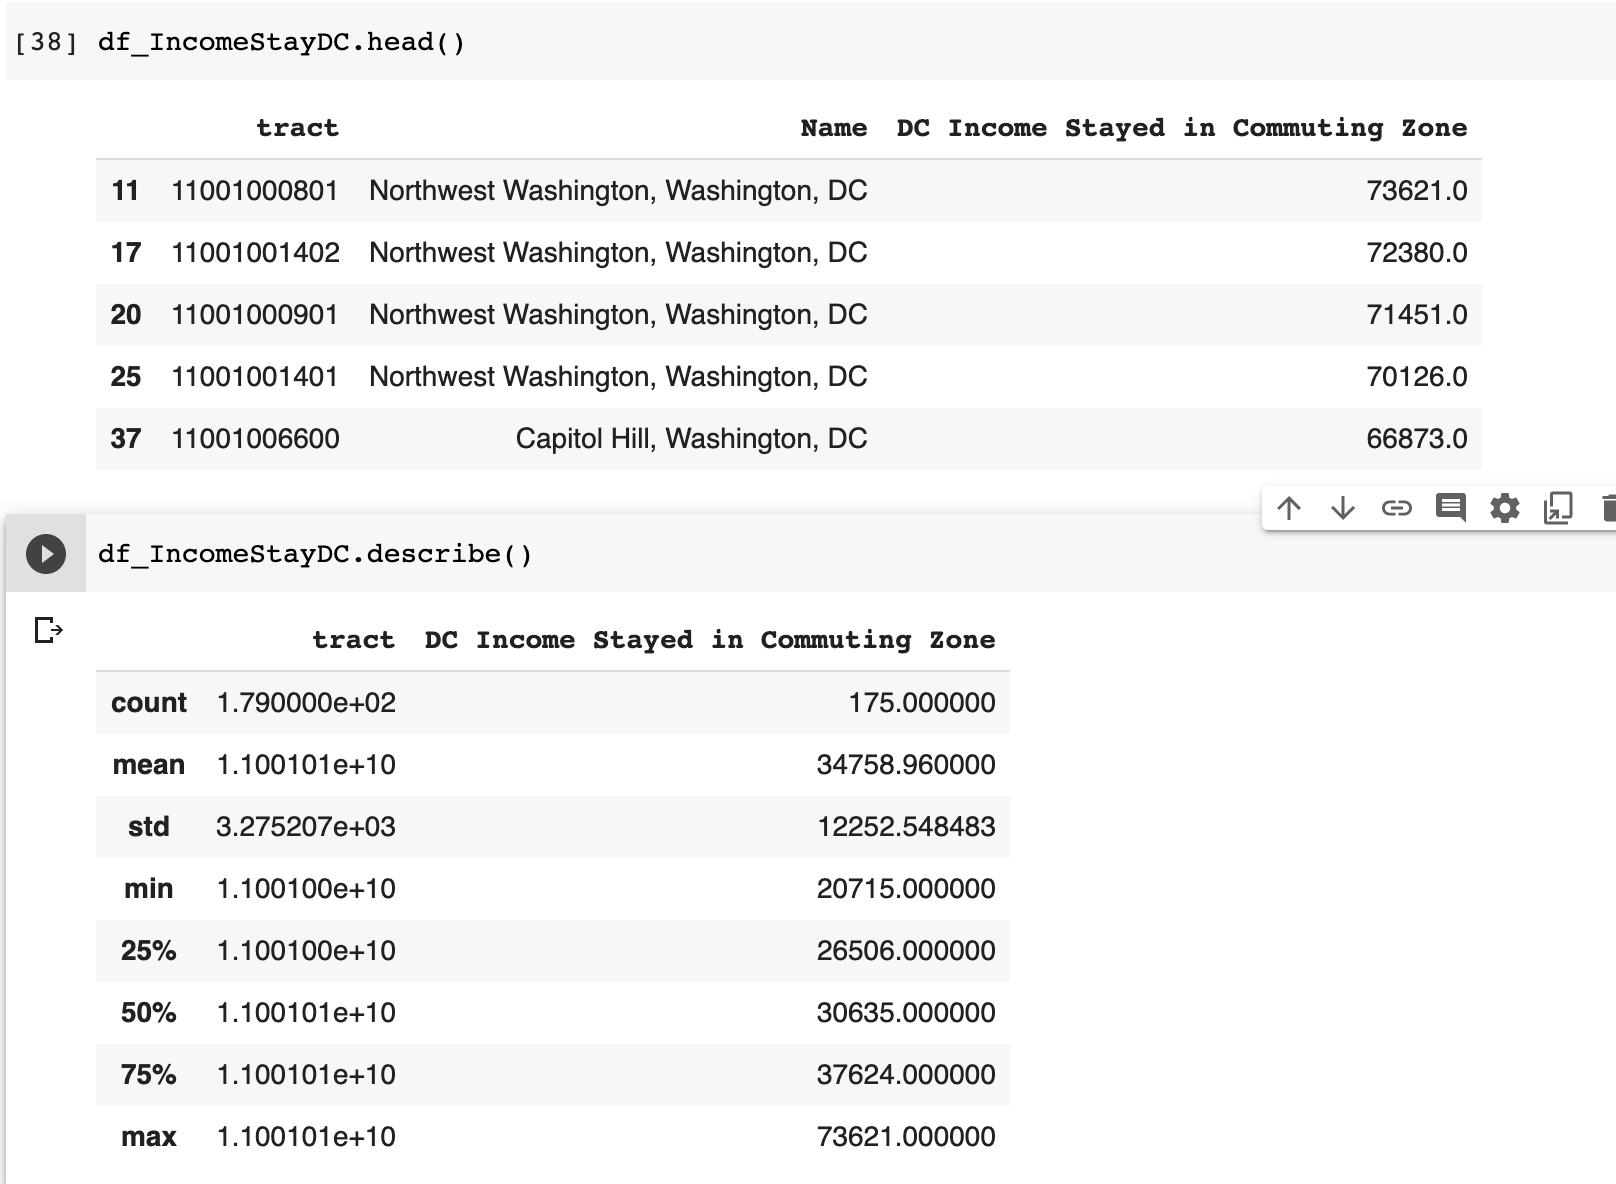 [38] df_IncomeStayDC.head()
tract Name DC Income Stayed in Commuting Zone
11 11001000801 Northwest Washington, Washington, DC 73621.0
17 11001001402 Northwest Washington, Washington, DC 72380.0
20 11001000901 Northwest Washington, Washington, DC 71451.0
25 11001001401 Northwest Washington, Washington, DC 70126.0
37 11001006600 Capitol Hill, Washington, DC 66873.0
df_IncomeStayDC.describe()
tract DC Income Stayed in Commuting Zone
count 1.790000e+02 175.000000
mean 1.100101e+10 34758.960000
std 3.275207e+03 12252.548483
min 1.100100e+10 20715.000000
25% 1.100100e+10 26506.000000
50% 1.100101e+10 30635.000000
75% 1.100101e+10 37624.000000
max 1.100101e+10 73621.000000